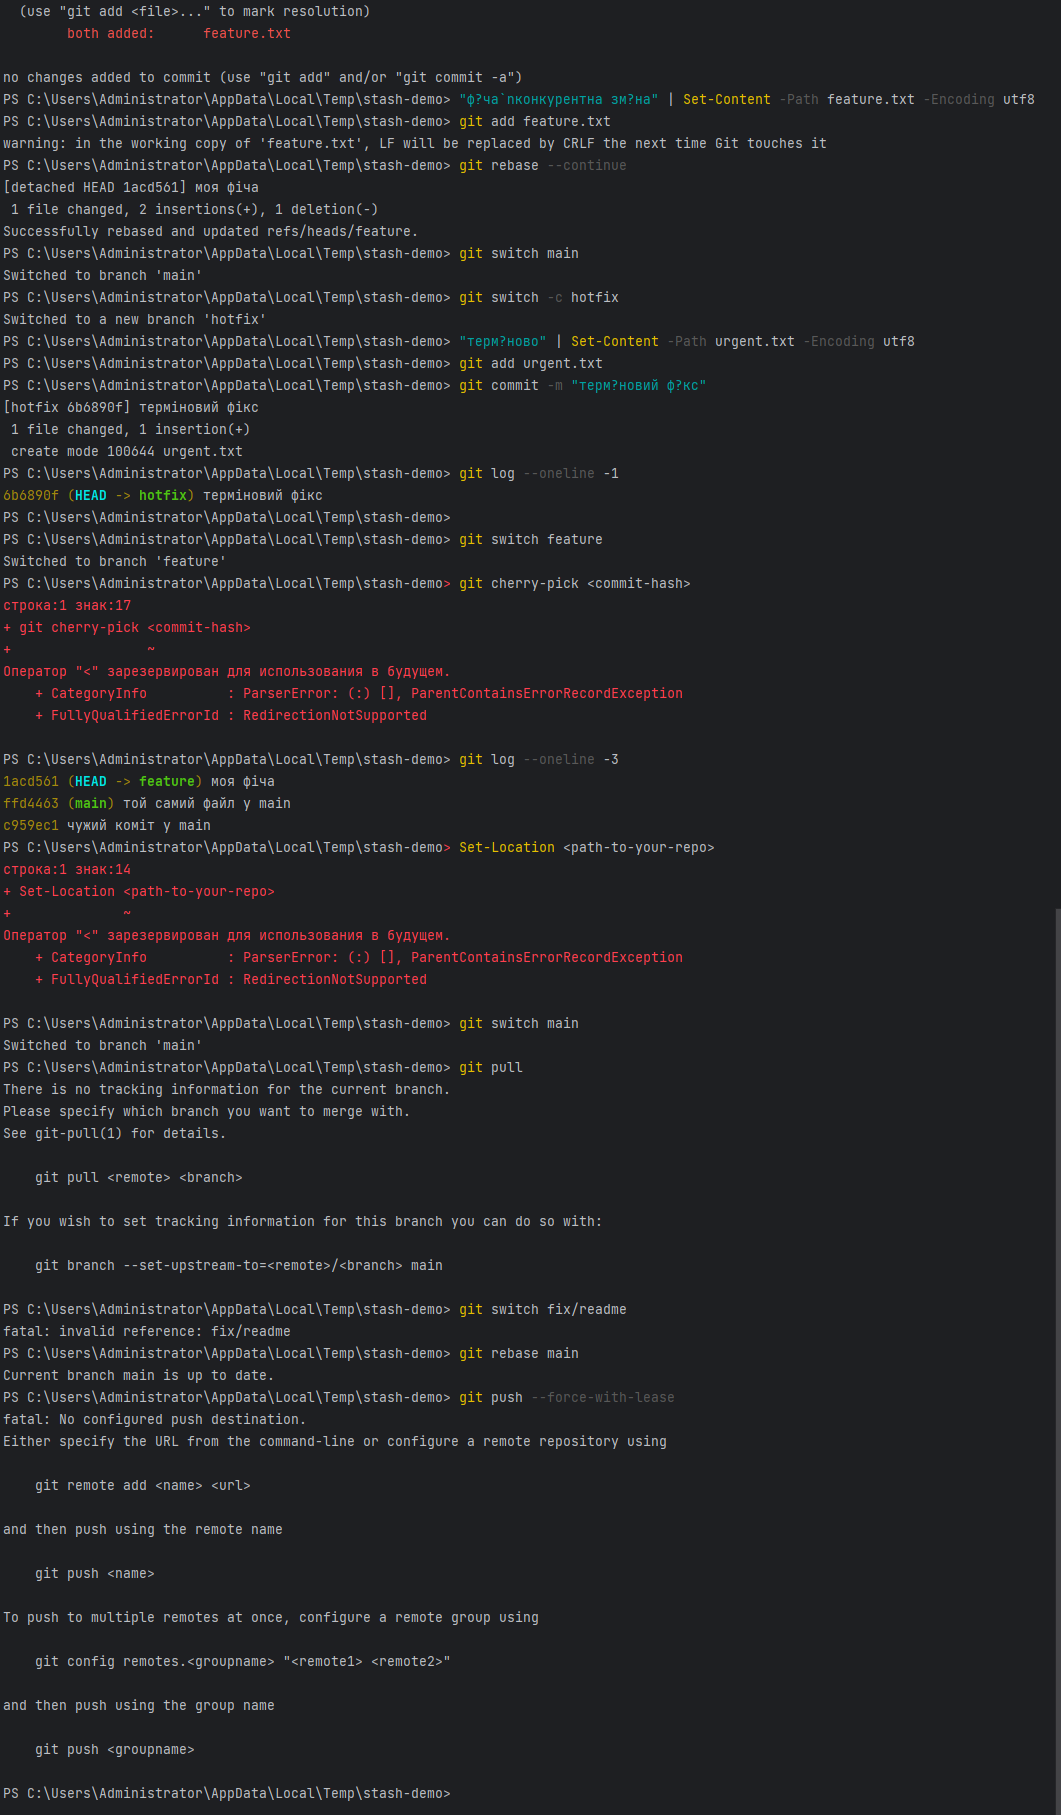 (use "git add <file>..." to mark resolution)
        both added:      feature.txt

no changes added to commit (use "git add" and/or "git commit -a")
PS C:\Users\Administrator\AppData\Local\Temp\stash-demo> "ф?ча`nконкурентна зм?на" | Set-Content -Path feature.txt -Encoding utf8
PS C:\Users\Administrator\AppData\Local\Temp\stash-demo> git add feature.txt
warning: in the working copy of 'feature.txt', LF will be replaced by CRLF the next time Git touches it
PS C:\Users\Administrator\AppData\Local\Temp\stash-demo> git rebase --continue
[detached HEAD 1acd561] моя фіча
 1 file changed, 2 insertions(+), 1 deletion(-)
Successfully rebased and updated refs/heads/feature.
PS C:\Users\Administrator\AppData\Local\Temp\stash-demo> git switch main
Switched to branch 'main'
PS C:\Users\Administrator\AppData\Local\Temp\stash-demo> git switch -c hotfix
Switched to a new branch 'hotfix'
PS C:\Users\Administrator\AppData\Local\Temp\stash-demo> "терм?ново" | Set-Content -Path urgent.txt -Encoding utf8
PS C:\Users\Administrator\AppData\Local\Temp\stash-demo> git add urgent.txt
PS C:\Users\Administrator\AppData\Local\Temp\stash-demo> git commit -m "терм?новий ф?кс"
[hotfix 6b6890f] терміновий фікс
 1 file changed, 1 insertion(+)
 create mode 100644 urgent.txt
PS C:\Users\Administrator\AppData\Local\Temp\stash-demo> git log --oneline -1
6b6890f (HEAD -> hotfix) терміновий фікс
PS C:\Users\Administrator\AppData\Local\Temp\stash-demo>
PS C:\Users\Administrator\AppData\Local\Temp\stash-demo> git switch feature
Switched to branch 'feature'
PS C:\Users\Administrator\AppData\Local\Temp\stash-demo> git cherry-pick <commit-hash>
строка:1 знак:17
+ git cherry-pick <commit-hash>
+                 ~
Оператор "<" зарезервирован для использования в будущем.
    + CategoryInfo          : ParserError: (:) [], ParentContainsErrorRecordException
    + FullyQualifiedErrorId : RedirectionNotSupported

PS C:\Users\Administrator\AppData\Local\Temp\stash-demo> git log --oneline -3
1acd561 (HEAD -> feature) моя фіча
ffd4463 (main) той самий файл у main
c959ec1 чужий коміт у main
PS C:\Users\Administrator\AppData\Local\Temp\stash-demo> Set-Location <path-to-your-repo>
строка:1 знак:14
+ Set-Location <path-to-your-repo>
+              ~
Оператор "<" зарезервирован для использования в будущем.
    + CategoryInfo          : ParserError: (:) [], ParentContainsErrorRecordException
    + FullyQualifiedErrorId : RedirectionNotSupported

PS C:\Users\Administrator\AppData\Local\Temp\stash-demo> git switch main
Switched to branch 'main'
PS C:\Users\Administrator\AppData\Local\Temp\stash-demo> git pull
There is no tracking information for the current branch.
Please specify which branch you want to merge with.
See git-pull(1) for details.

    git pull <remote> <branch>

If you wish to set tracking information for this branch you can do so with:

    git branch --set-upstream-to=<remote>/<branch> main

PS C:\Users\Administrator\AppData\Local\Temp\stash-demo> git switch fix/readme
fatal: invalid reference: fix/readme
PS C:\Users\Administrator\AppData\Local\Temp\stash-demo> git rebase main
Current branch main is up to date.
PS C:\Users\Administrator\AppData\Local\Temp\stash-demo> git push --force-with-lease
fatal: No configured push destination.
Either specify the URL from the command-line or configure a remote repository using

    git remote add <name> <url>

and then push using the remote name

    git push <name>

To push to multiple remotes at once, configure a remote group using

    git config remotes.<groupname> "<remote1> <remote2>"

and then push using the group name

    git push <groupname>

PS C:\Users\Administrator\AppData\Local\Temp\stash-demo>